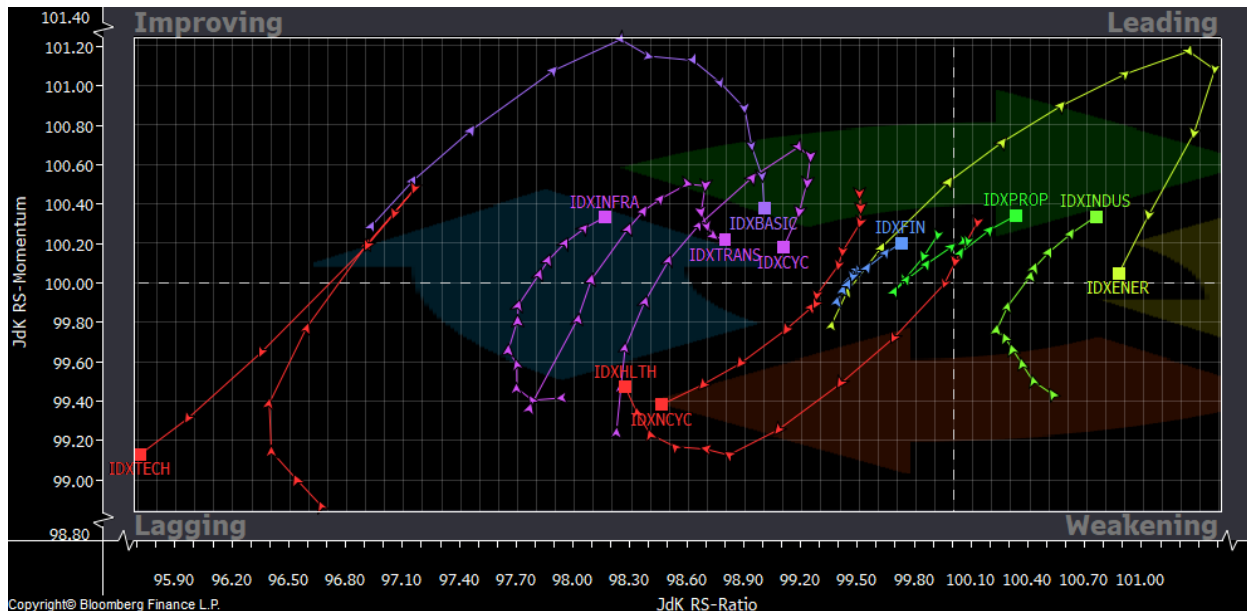 101.40
Improving
Leading
101.20
101.00
100.80
100.60
100.40
IDXINFRA
IDXBASIC
IDXPROP
IDXINDUS
100.20
IDXTRANS
IDXCYC
IDXFIN
IDXENER
100.00
99.80
99.60
IDXHLTH
99.40
IDXNCYC
99.20
IDXTECH
99.00
98.80
Lagging
Weakening
JdK RS-Momentum
95.90 96.20 96.50 96.80 97.10 97.40 97.70 98.00 98.30 98.60 98.90 99.20 99.50 99.80 100.10 100.40 100.70 101.00
Copyright© Bloomberg Finance L.P.
JdK RS-Ratio